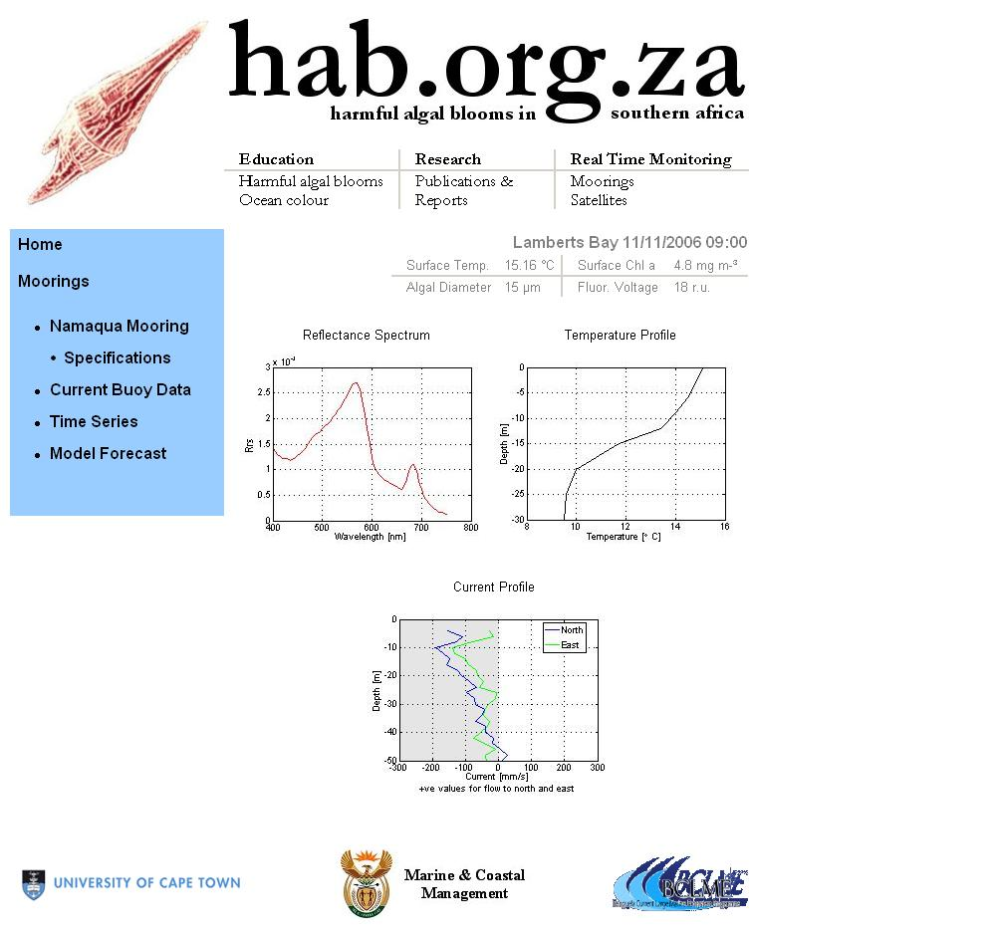 hab.org.za
harmful algal blooms in southern africa
Education Research Real Time Monitoring
Harmful algal blooms Publications & Moorings
Ocean colour Reports Satellites
Home
Moorings
Namaqua Mooring
Specifications
Current Buoy Data
Time Series
Model Forecast
Lamberts Bay 11/11/2006 09:00
Surface Temp. 15.16 °C Surface Chl a 4.8 mg m-³
Algal Diameter 15 µm Fluor. Voltage 18 r.u.
Reflectance Spectrum
3 x 10
2.5
2
1.5
1
0.5
0
Rrs
400 500 600 700 800
Wavelength [nm]
Temperature Profile
0
-5
-10
-15
-20
-25
-30
Depth [m]
8 10 12 14 16
Temperature [° C]
Current Profile
0
-10
-20
-30
-40
-50
Depth [m]
North
East
-300 -200 -100 0 100 200 300
Current [mm/s]
+ve values for flow to north and east
UNIVERSITY OF CAPE TOWN
Marine & Coastal
Management
BCLME